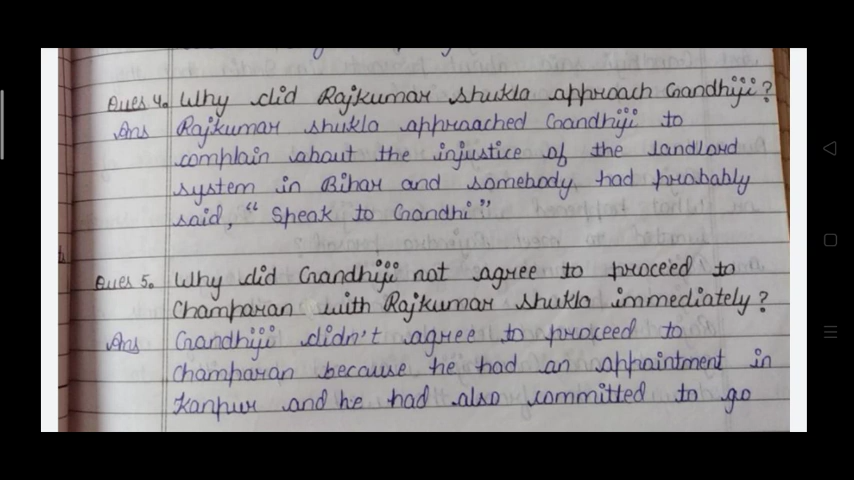 Ques 4. Why did Rajkumar Shukla approach Gandhiji?
Ans Rajkumar Shukla appraached Gandhiji to
complain about the injustice of the landlord
system in Bihar and somebody had probably
said, "Speak to Gandhi"
Ques 5. Why did Gandhiji not agree to proceed to
Champaran with Rajkumar Shukla immediately?
Ans Gandhiji didn't agree to proceed to
Champaran because he had an appointment in
Kanpur and he had also committed to go